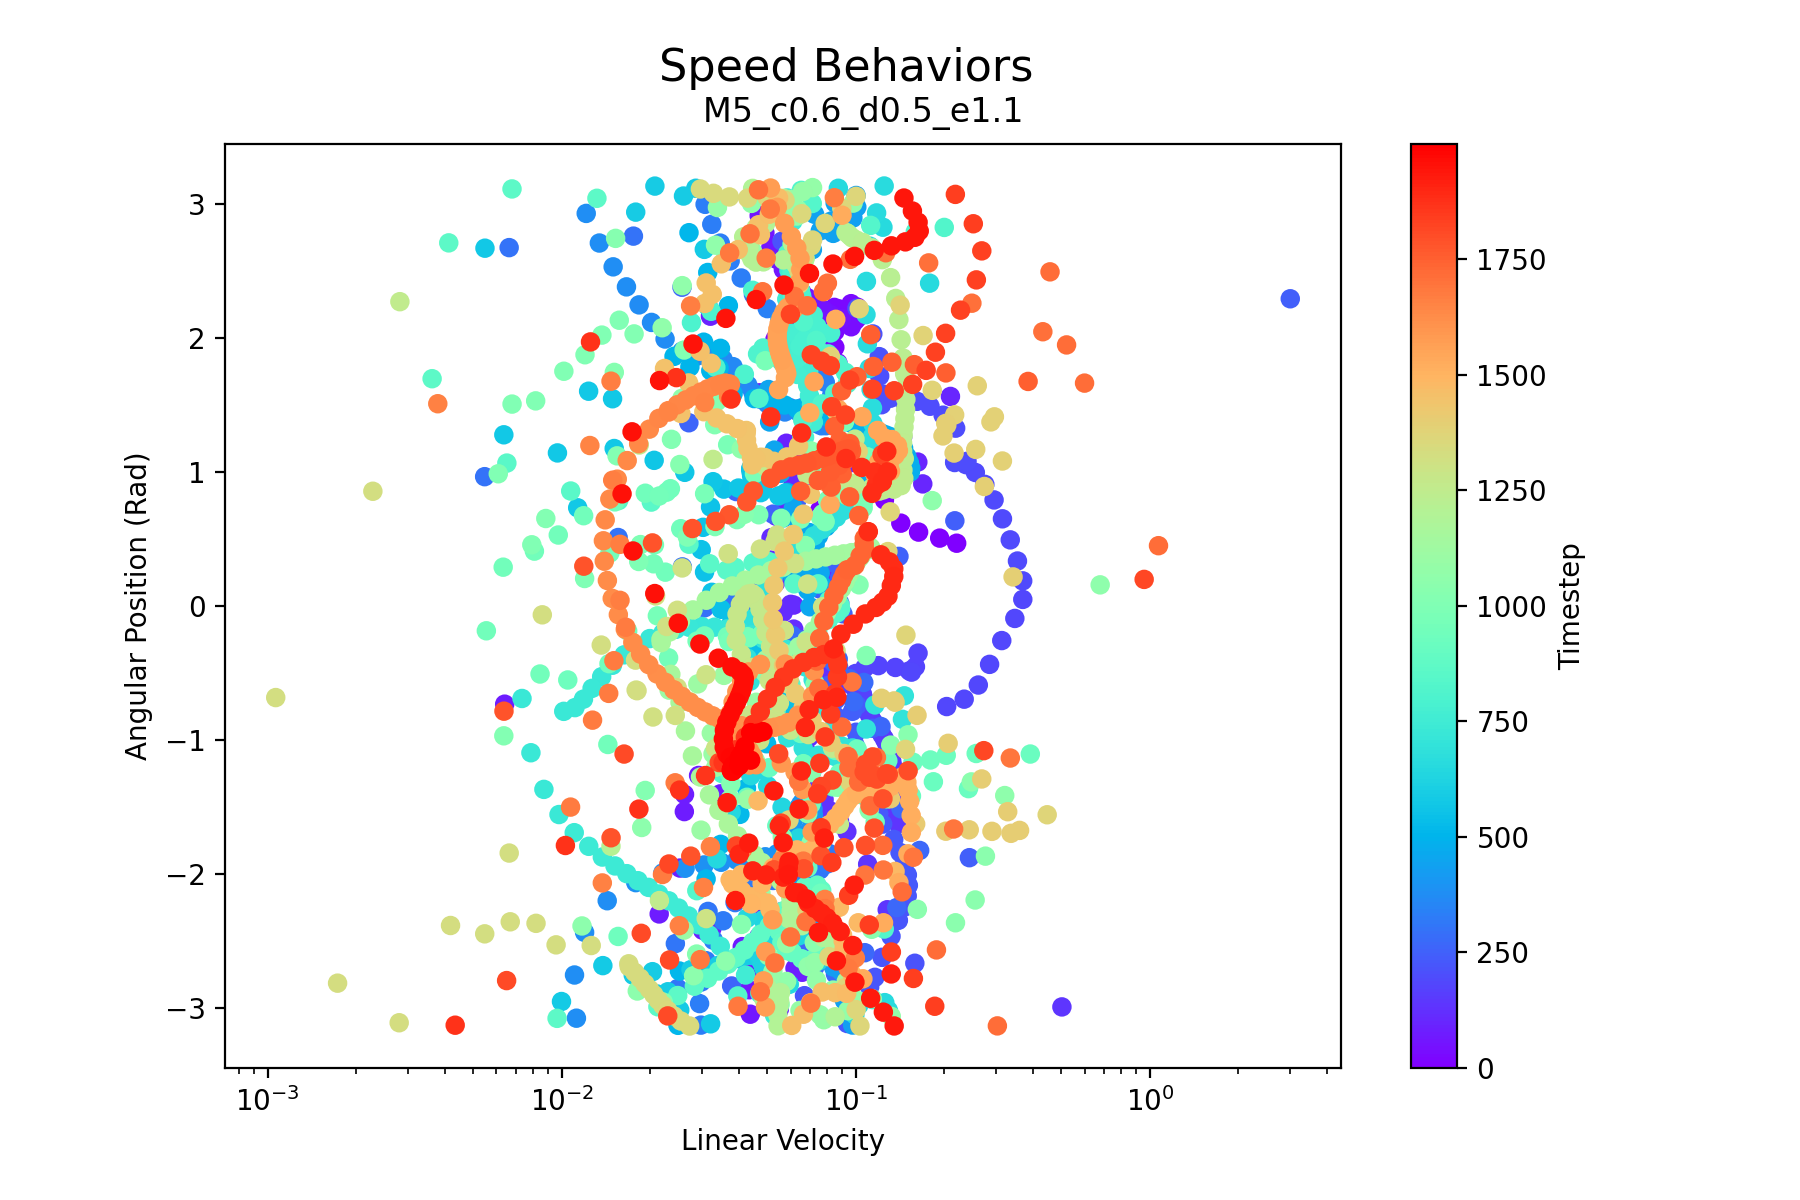 Speed Behaviors
M5_c0.6_d0.5_e1.1
3
2
1
0
−1
−2
−3
Angular Position (Rad)
10⁻³ 10⁻² 10⁻¹ 10⁰
Linear Velocity
1750
1500
1250
1000
750
500
250
0
Timestep